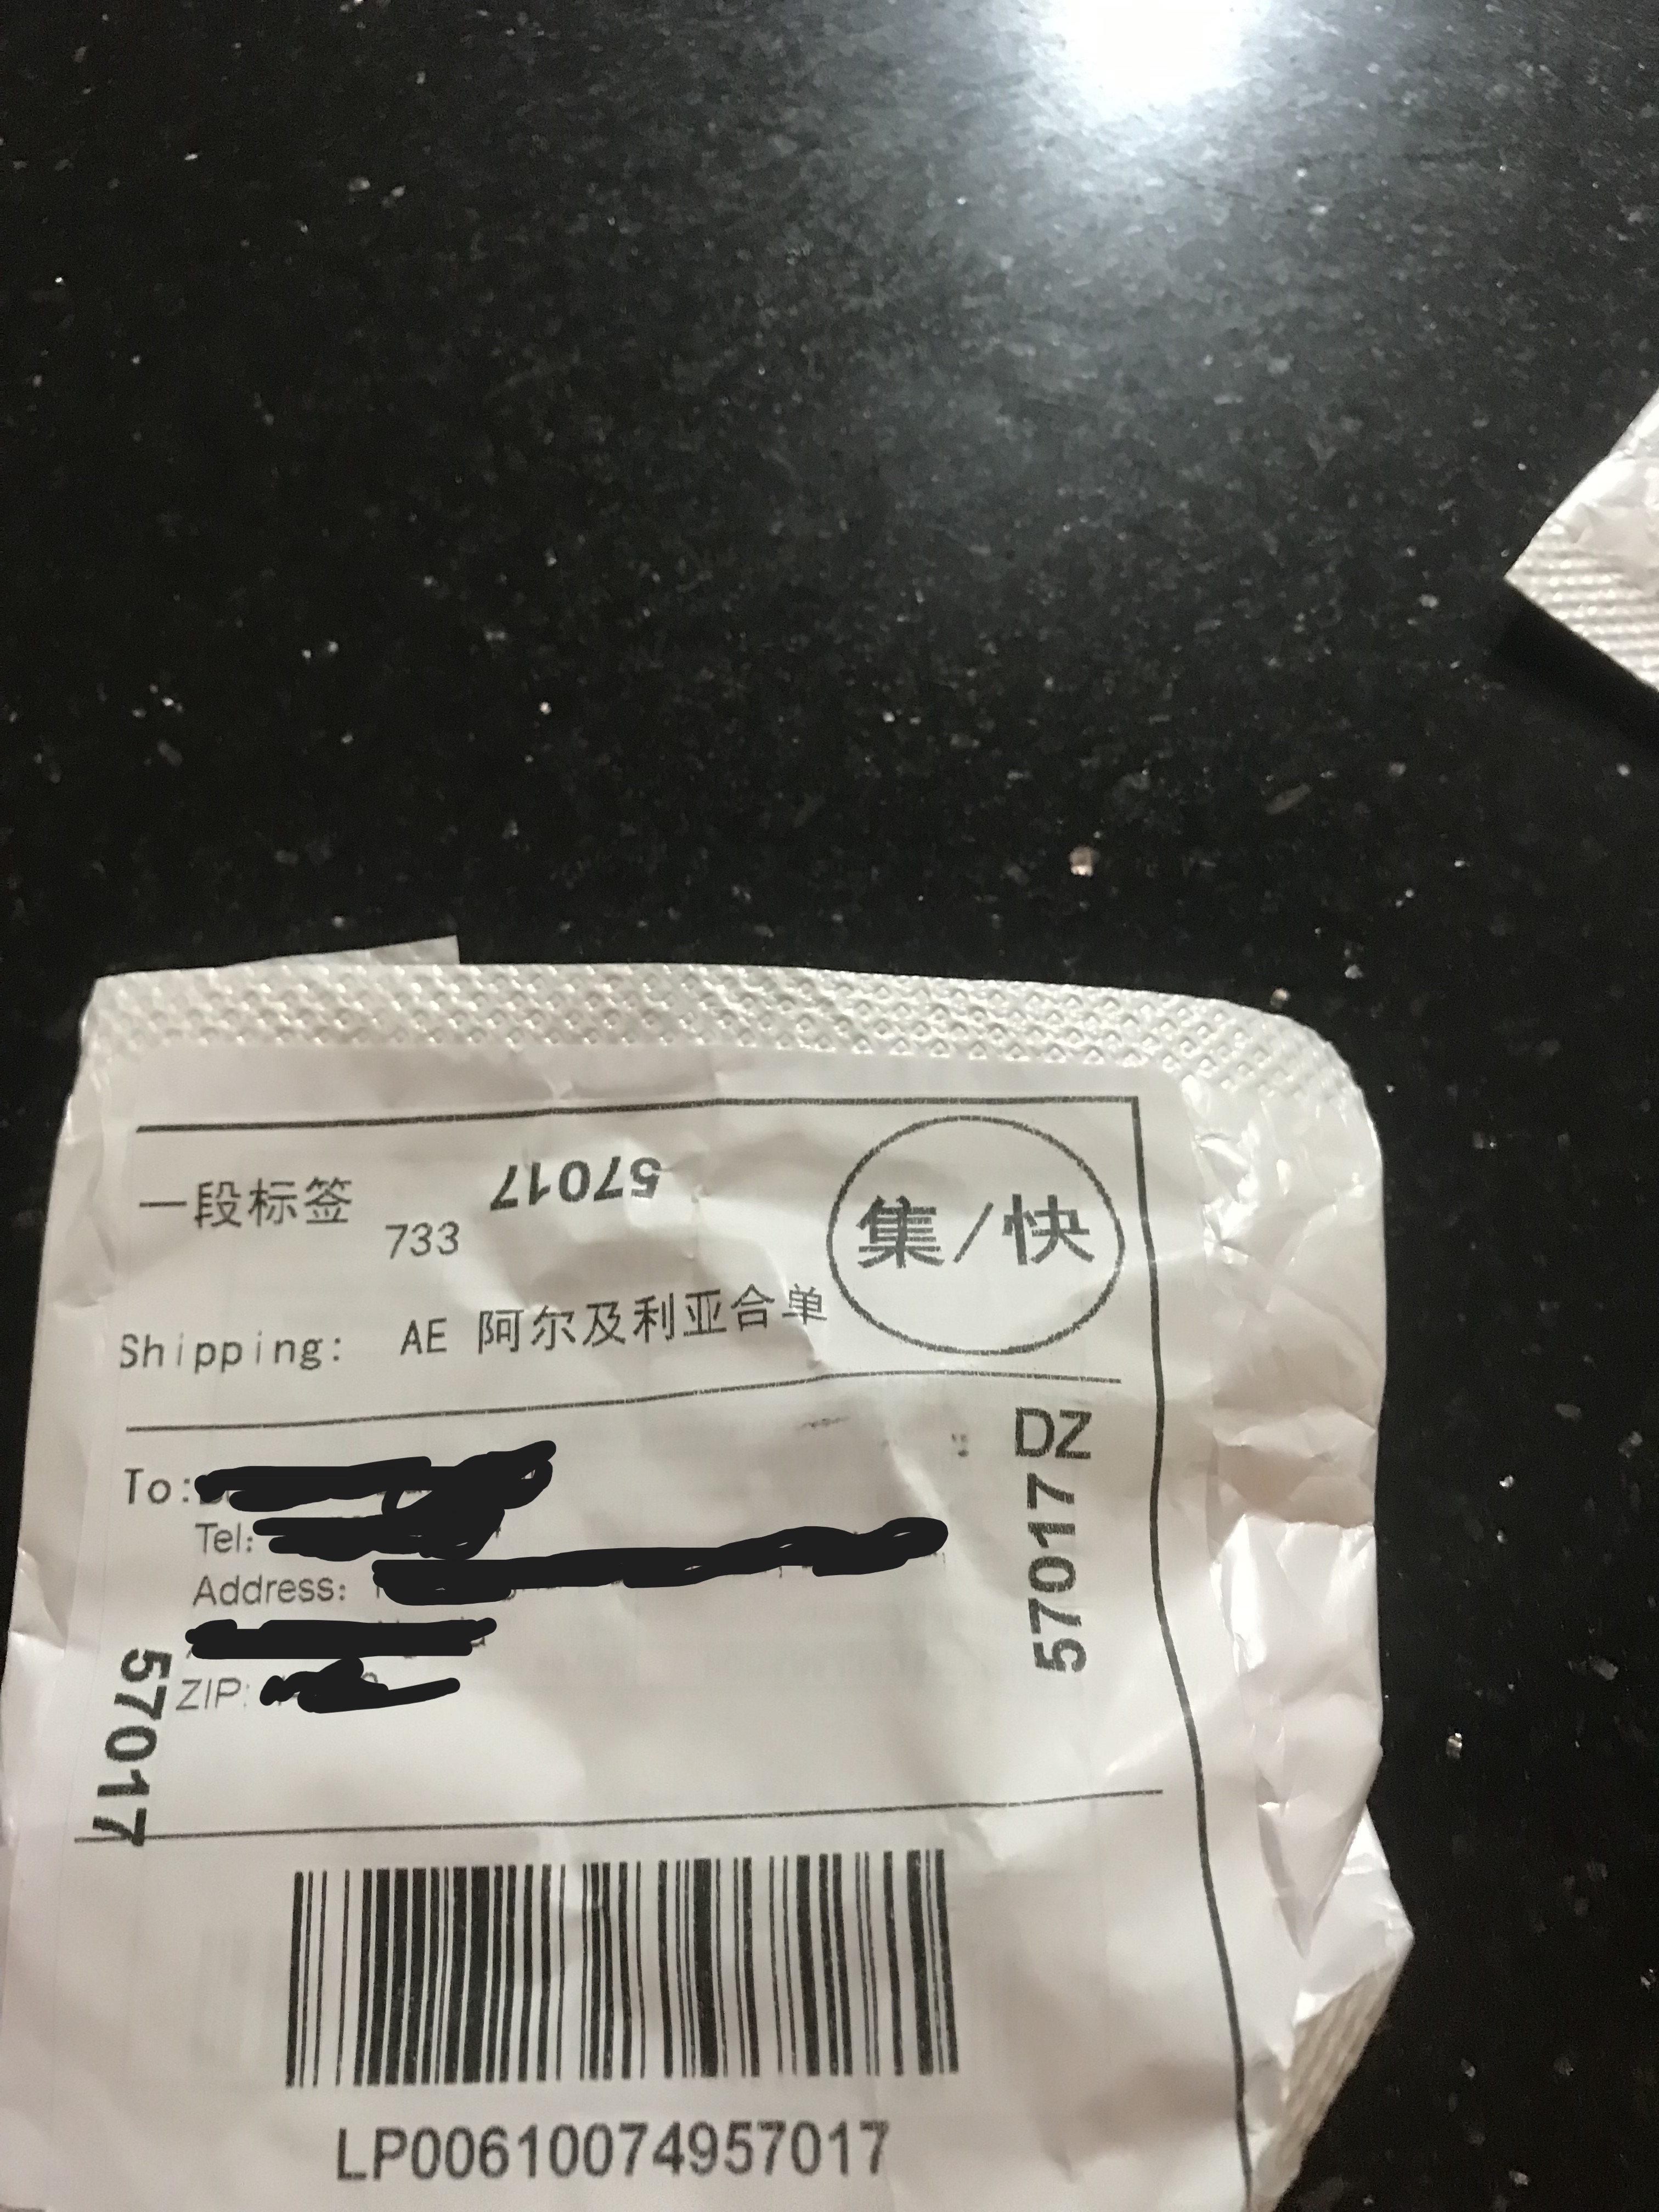 一段标签
733
57017
集/快
Shipping: AE 阿尔及利亚合单
To:
Tel:
Address:
ZIP:
57017 DZ
57017
LP00610074957017